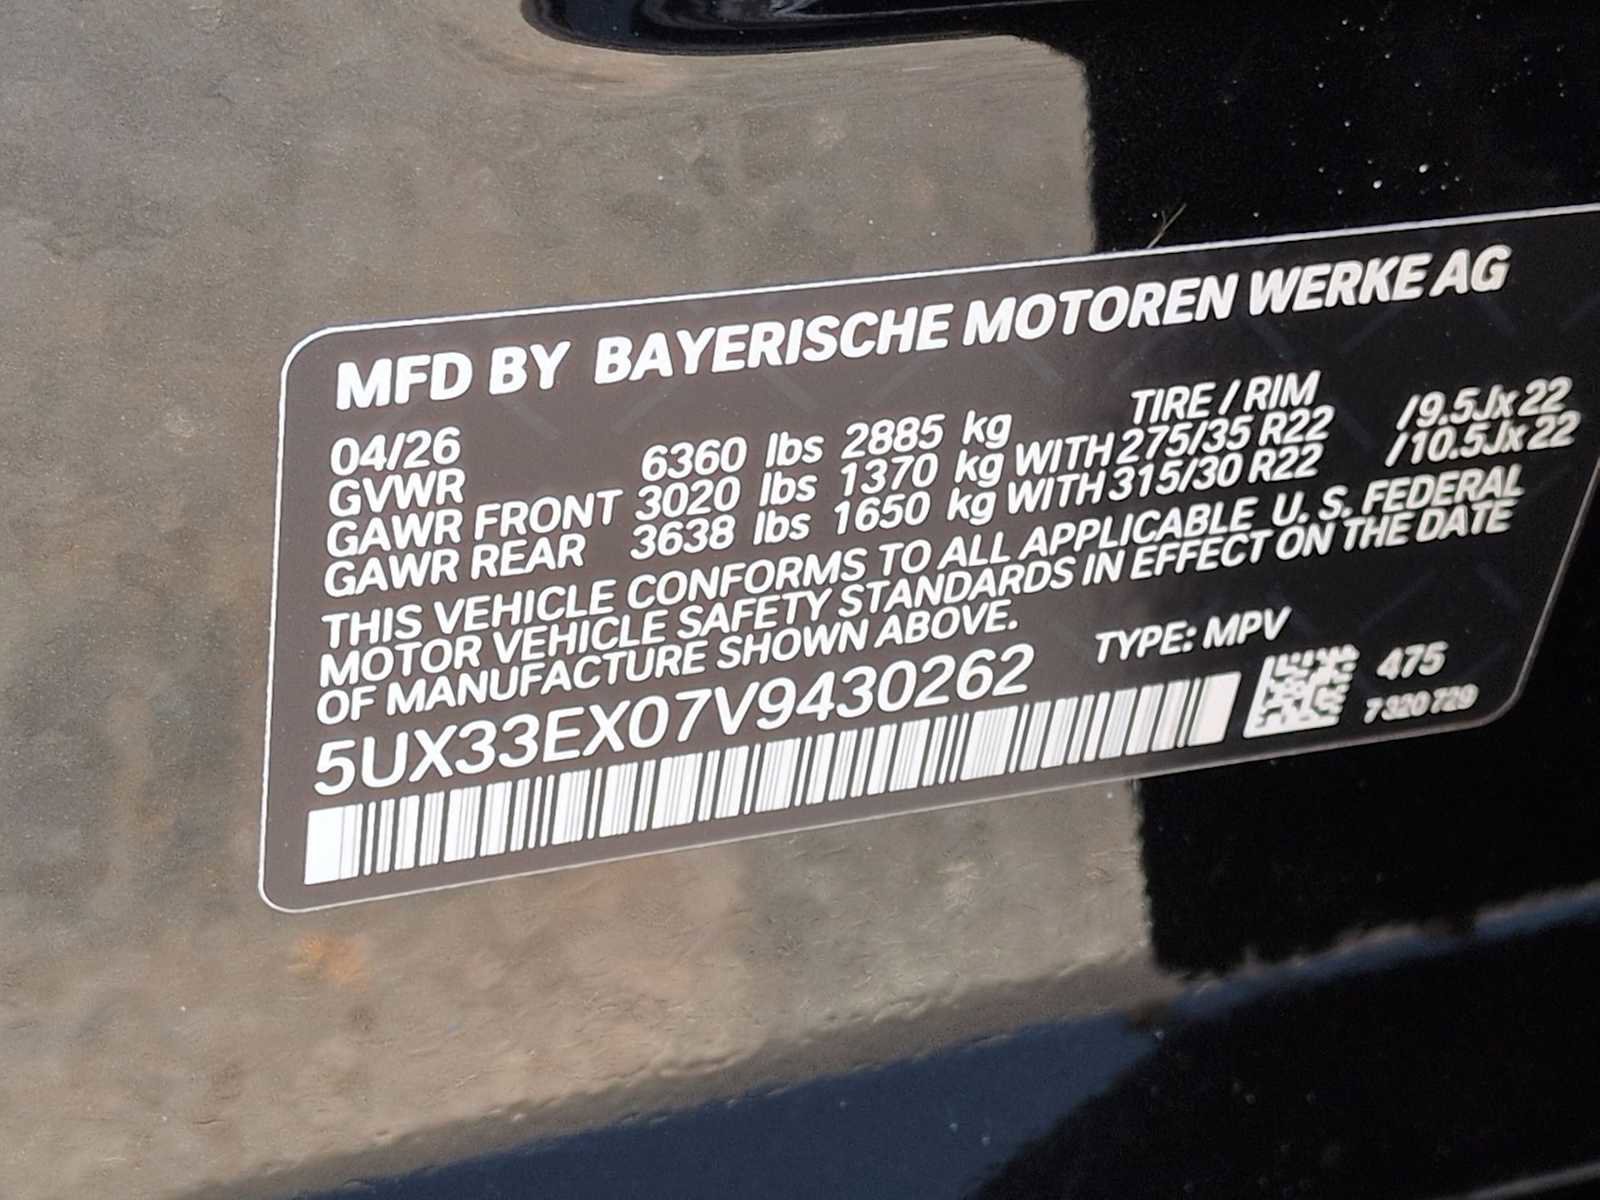 MFD BY BAYERISCHE MOTOREN WERKE AG
04/26 TIRE / RIM
GVWR 6360 lbs 2885 kg
GAWR FRONT 3020 lbs 1370 kg WITH 275/35 R22 /9.5Jx22
GAWR REAR 3638 lbs 1650 kg WITH 315/30 R22 /10.5Jx22
THIS VEHICLE CONFORMS TO ALL APPLICABLE U. S. FEDERAL
MOTOR VEHICLE SAFETY STANDARDS IN EFFECT ON THE DATE
OF MANUFACTURE SHOWN ABOVE.
5UX33EX07V9430262 TYPE: MPV
475
7 320 729